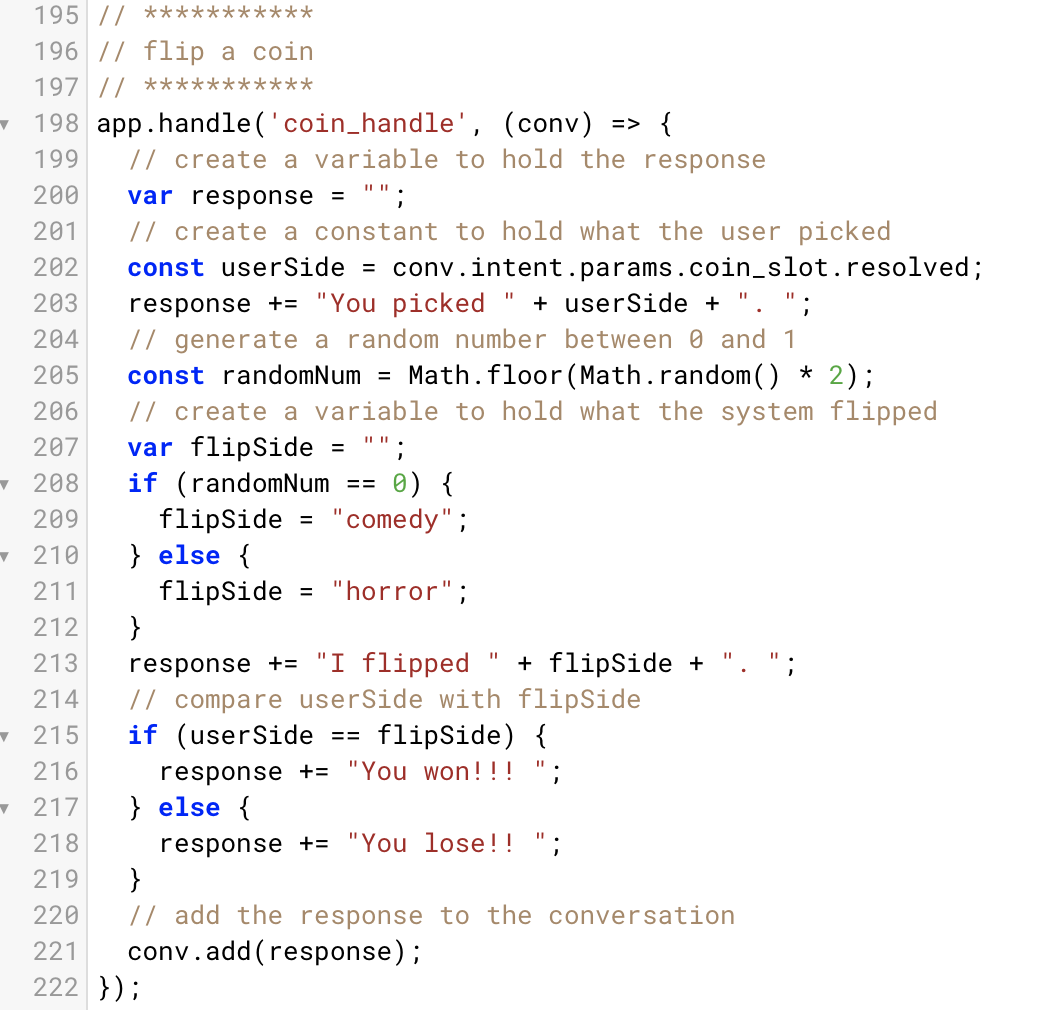 195 // ***********
196 // flip a coin
197 // ***********
198 app.handle('coin_handle', (conv) => {
199   // create a variable to hold the response
200   var response = "";
201   // create a constant to hold what the user picked
202   const userSide = conv.intent.params.coin_slot.resolved;
203   response += "You picked " + userSide + ". ";
204   // generate a random number between 0 and 1
205   const randomNum = Math.floor(Math.random() * 2);
206   // create a variable to hold what the system flipped
207   var flipSide = "";
208   if (randomNum == 0) {
209     flipSide = "comedy";
210   } else {
211     flipSide = "horror";
212   }
213   response += "I flipped " + flipSide + ". ";
214   // compare userSide with flipSide
215   if (userSide == flipSide) {
216     response += "You won!!! ";
217   } else {
218     response += "You lose!! ";
219   }
220   // add the response to the conversation
221   conv.add(response);
222 });